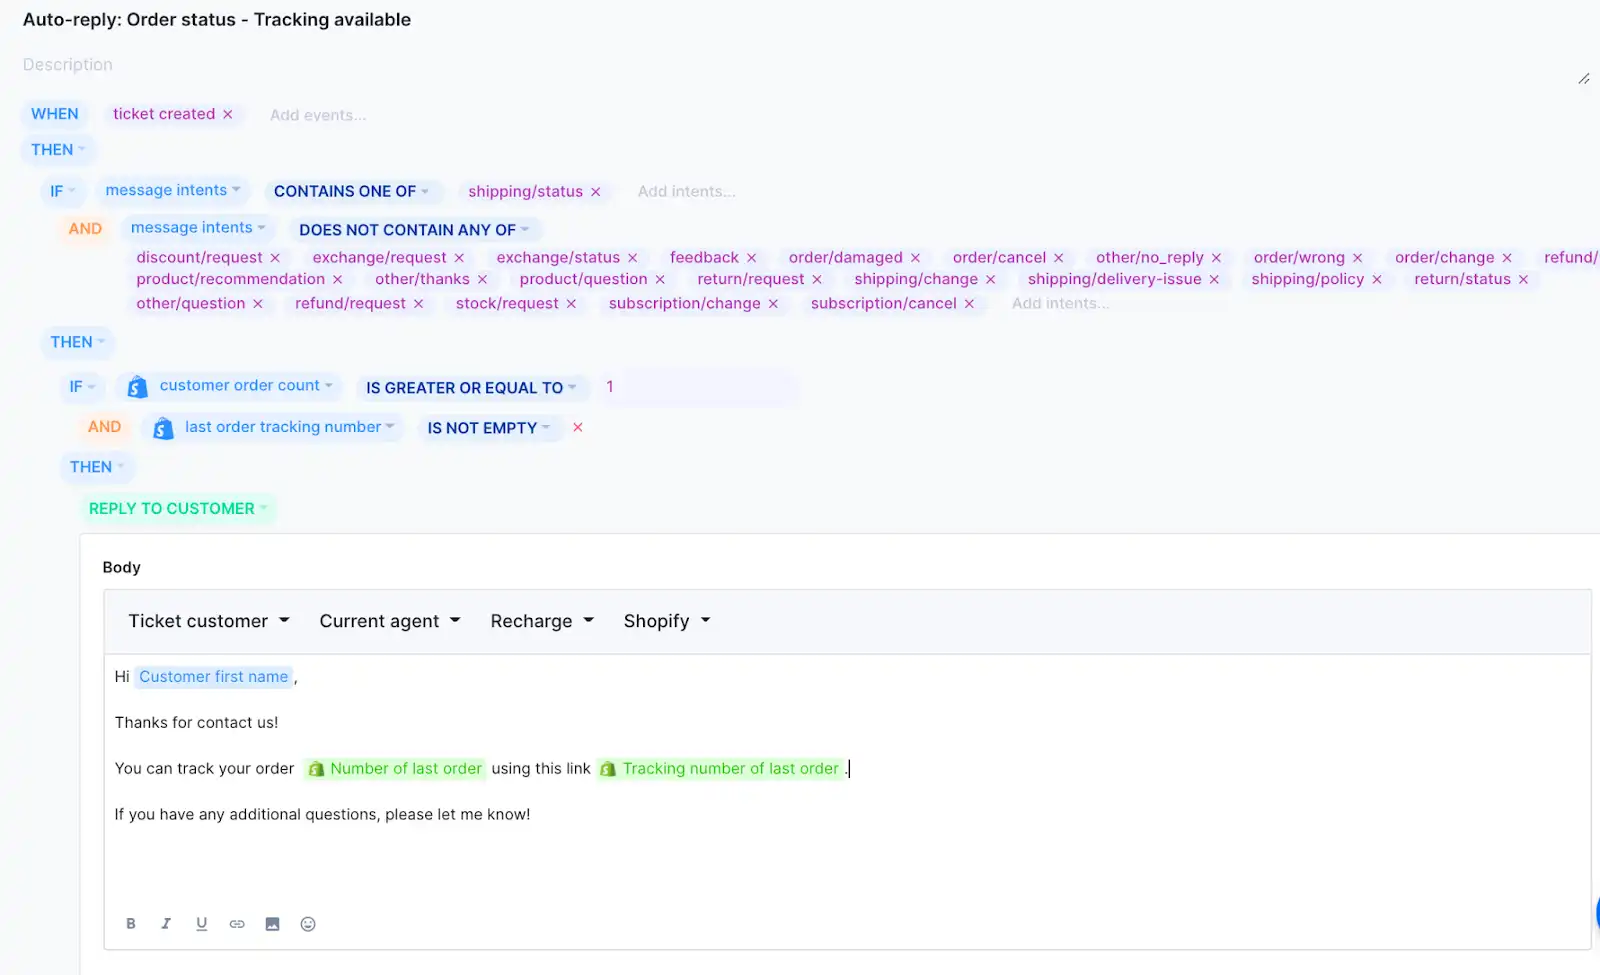 Auto-reply: Order status - Tracking available
Description
WHEN ticket created × Add events...
THEN
IF message intents CONTAINS ONE OF shipping/status × Add intents...
AND message intents DOES NOT CONTAIN ANY OF
discount/request × exchange/request × exchange/status × feedback × order/damaged × order/cancel × other/no_reply × order/wrong × order/change × refund/
product/recommendation × other/thanks × product/question × return/request × shipping/change × shipping/delivery-issue × shipping/policy × return/status ×
other/question × refund/request × stock/request × subscription/change × subscription/cancel × Add intents...
THEN
IF customer order count IS GREATER OR EQUAL TO 1
AND last order tracking number IS NOT EMPTY ×
THEN
REPLY TO CUSTOMER
Body
Ticket customer Current agent Recharge Shopify
Hi Customer first name,
Thanks for contact us!
You can track your order Number of last order using this link Tracking number of last order .
If you have any additional questions, please let me know!
B I U